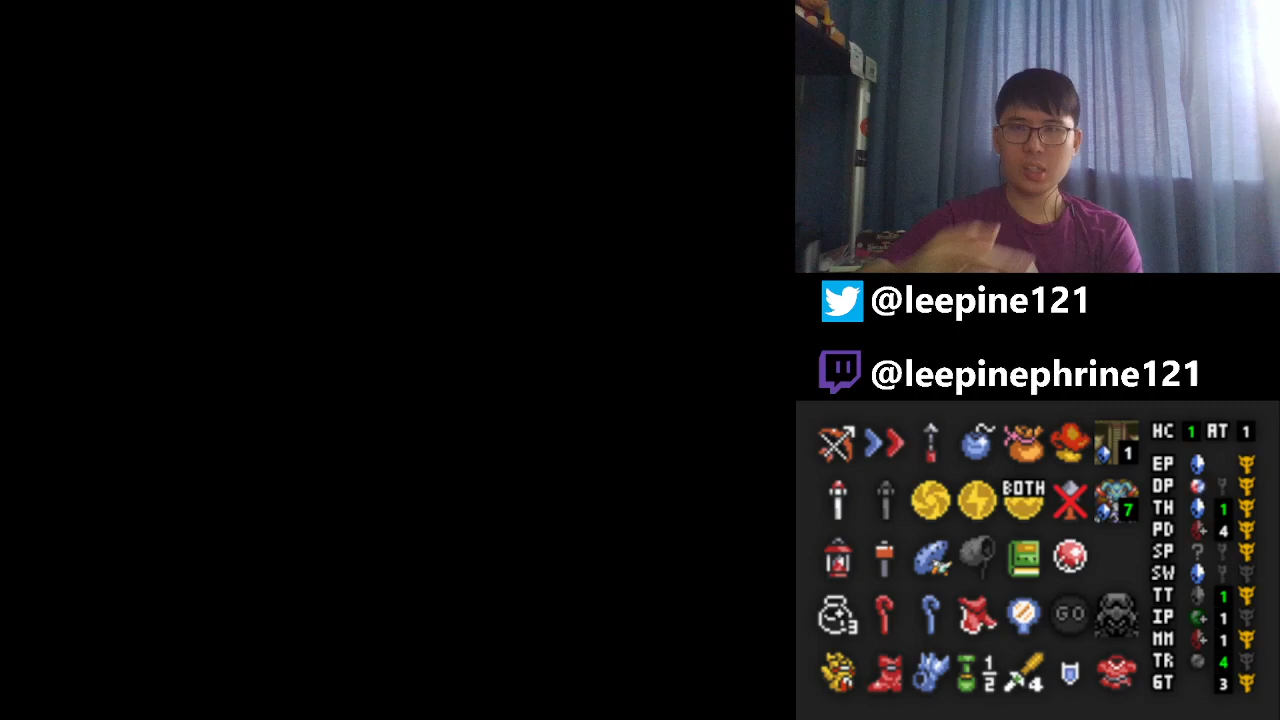 @leepine121
@leepinephrine121
HC 1 AT 1
1
EP
DP
BOTH 7
TH 1
PD 4
SP ?
SW
TT 1
3 GO
IP 1
MM 1
TR 4
1/2 4
GT 3